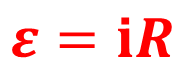 𝜺 = 𝐢𝑹